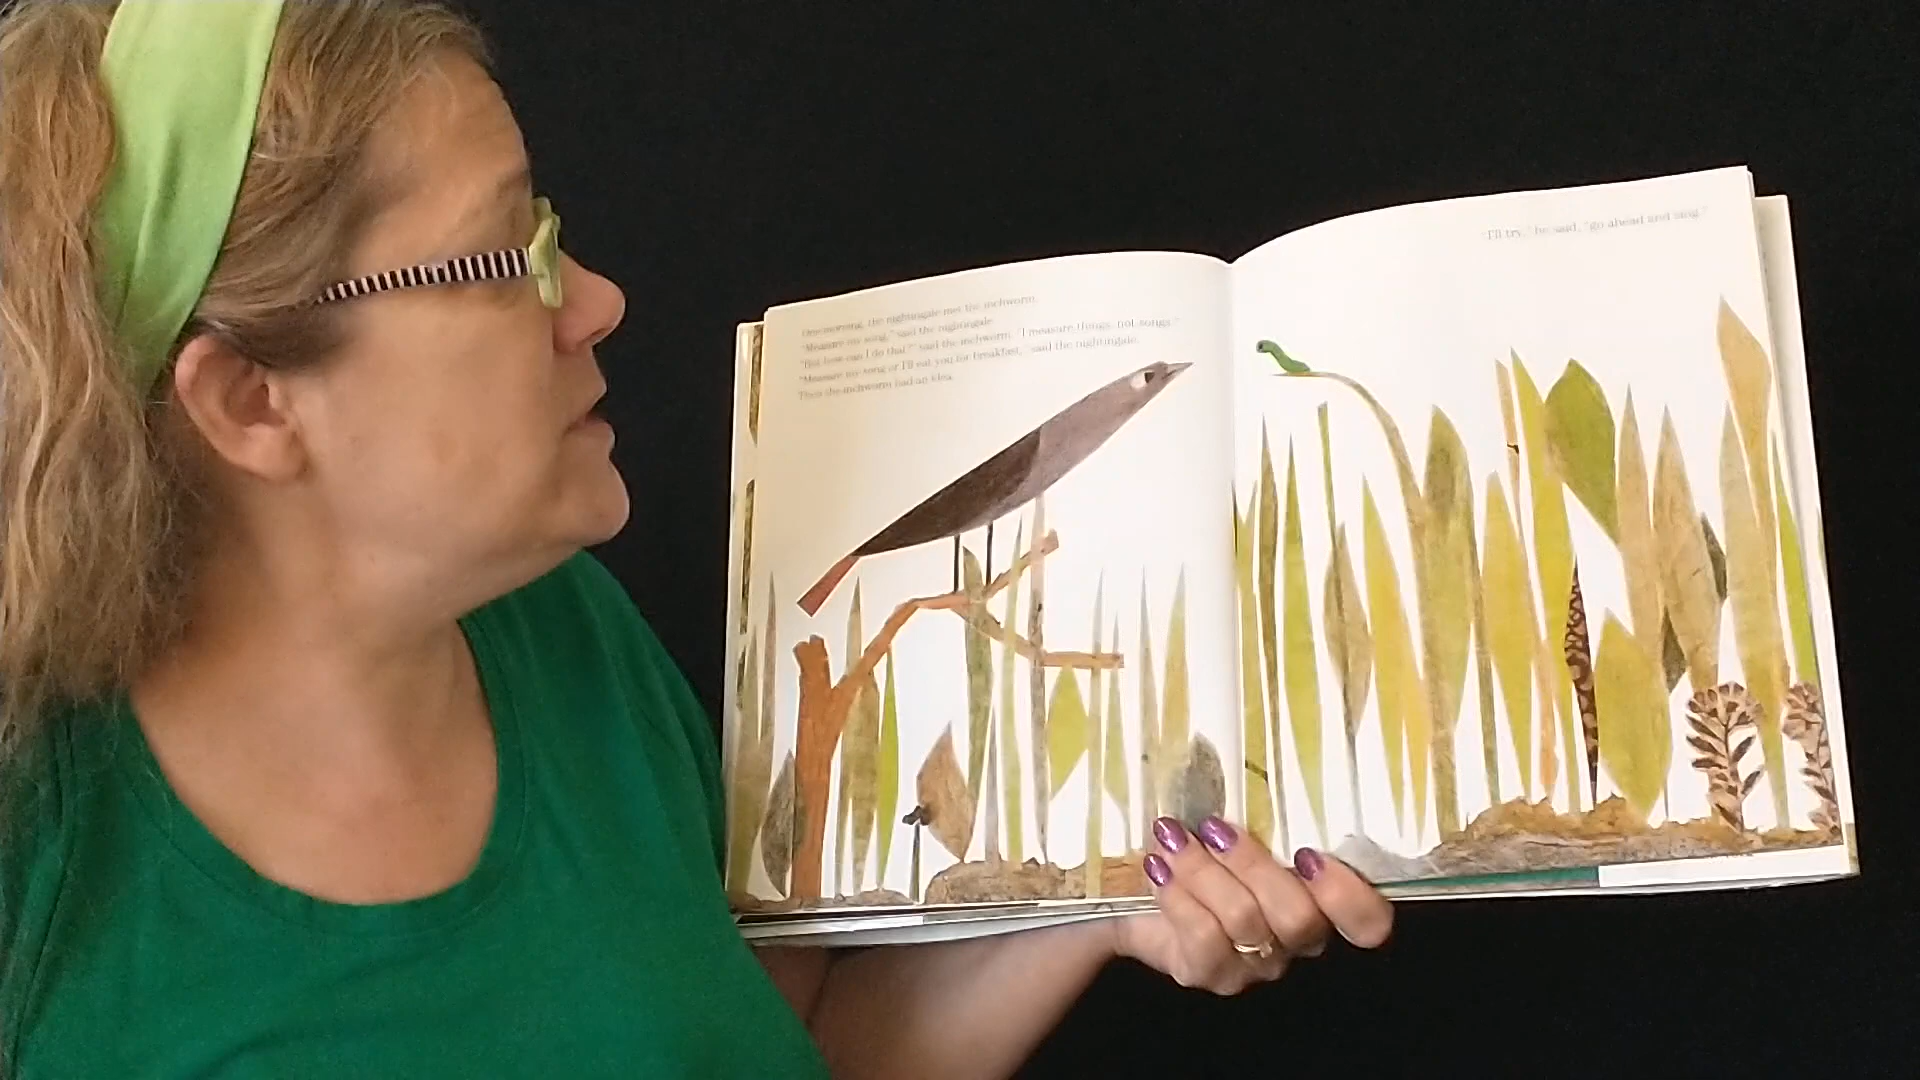 One morning, the nightingale met the inchworm.
"Measure my song," said the nightingale.
"But how can I do that?" said the inchworm. "I measure things, not songs."
"Measure my song or I'll eat you for breakfast," said the nightingale.
Then the inchworm had an idea.
"I'll try," he said, "go ahead and sing."